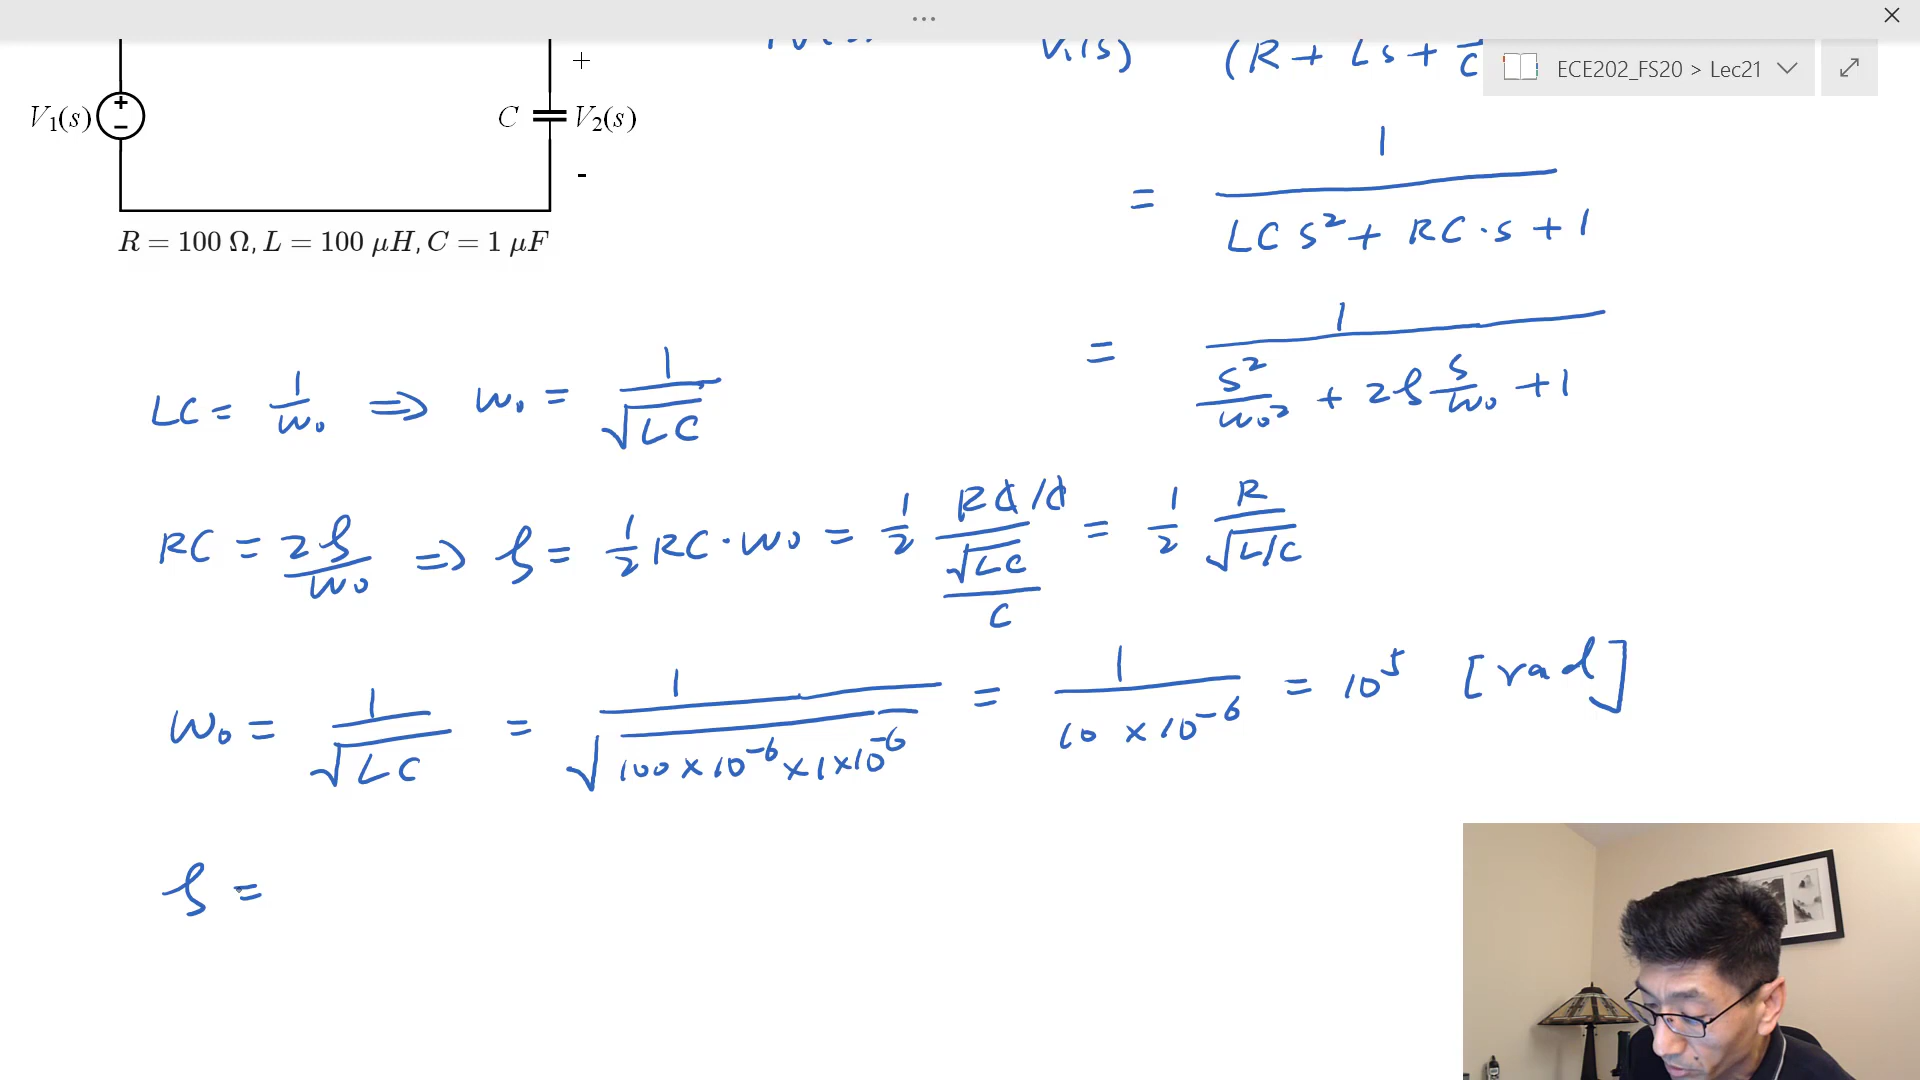 V₁(s) (R + Ls + 1/C
ECE202_FS20 > Lec21
+
V₁(s) + − C V₂(s)
-
R = 100 Ω, L = 100 μH, C = 1 μF
= 1 / (LC s² + RC·s + 1)
= 1 / (s²/ω₀² + 2ζ s/ω₀ + 1)
LC = 1/ω₀ ⇒ ω₀ = 1/√LC
RC = 2ζ/ω₀ ⇒ ζ = 1/2 RC·ω₀ = 1/2 (RC/C) / (√LC/C) = 1/2 R/√L/C
ω₀ = 1/√LC = 1/√100×10⁻⁶×1×10⁻⁶ = 1/(10×10⁻⁶) = 10⁵ [rad]
ζ =